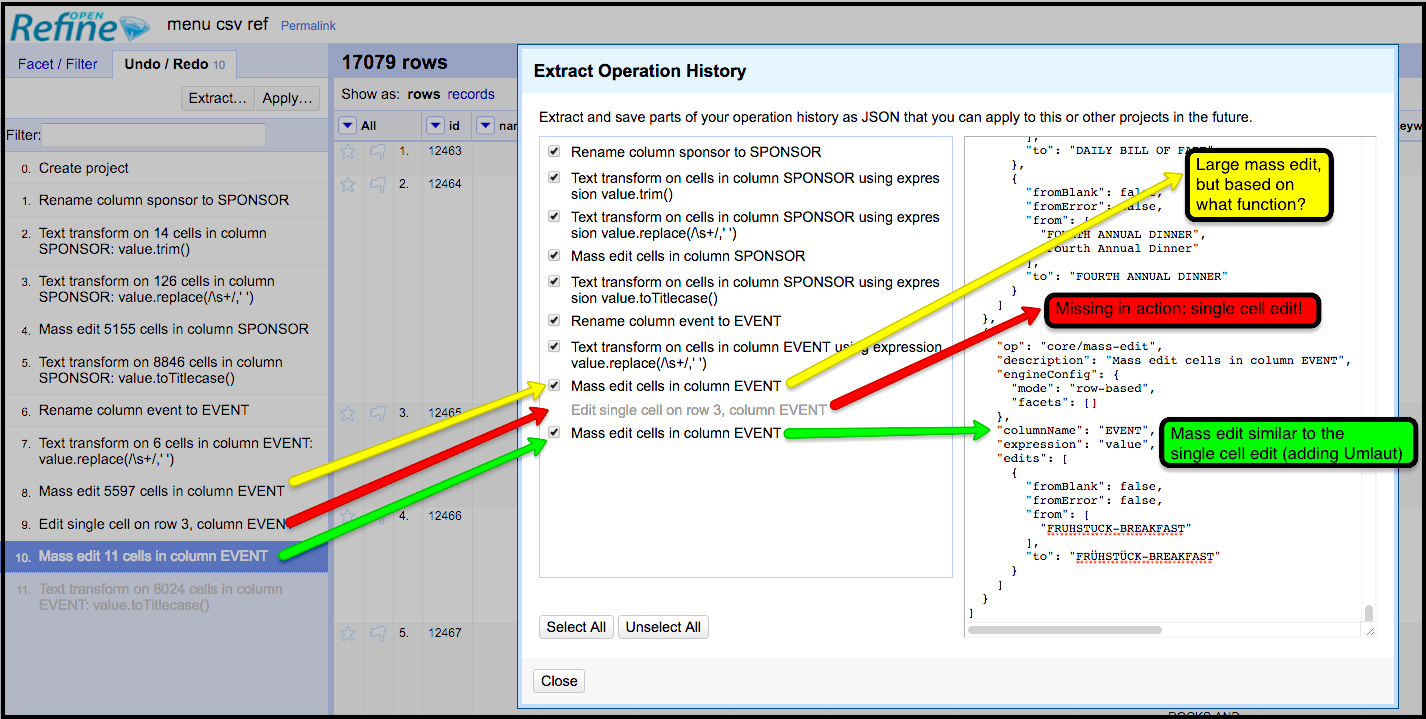 OPEN
Refine
menu csv ref Permalink
Facet / Filter
Undo / Redo 10
Extract...
Apply...
Filter:
0. Create project
1. Rename column sponsor to SPONSOR
2. Text transform on 14 cells in column
SPONSOR: value.trim()
3. Text transform on 126 cells in column
SPONSOR: value.replace(/\s+/,' ')
4. Mass edit 5155 cells in column SPONSOR
5. Text transform on 8846 cells in column
SPONSOR: value.toTitlecase()
6. Rename column event to EVENT
7. Text transform on 6 cells in column EVENT:
value.replace(/\s+/,' ')
8. Mass edit 5597 cells in column EVENT
9. Edit single cell on row 3, column EVENT
10. Mass edit 11 cells in column EVENT
11. Text transform on 8024 cells in column
EVENT: value.toTitlecase()
17079 rows
Show as: rows records
All
id
nar
1. 12463
2. 12464
3. 12465
4. 12466
5. 12467
Extract Operation History
Extract and save parts of your operation history as JSON that you can apply to this or other projects in the future.
Rename column sponsor to SPONSOR
Text transform on cells in column SPONSOR using expres
sion value.trim()
Text transform on cells in column SPONSOR using expres
sion value.replace(/\s+/,' ')
Mass edit cells in column SPONSOR
Text transform on cells in column SPONSOR using expres
sion value.toTitlecase()
Rename column event to EVENT
Text transform on cells in column EVENT using expression
value.replace(/\s+/,' ')
Mass edit cells in column EVENT
Edit single cell on row 3, column EVENT
Mass edit cells in column EVENT
Select All
Unselect All
Close
],
"to": "DAILY BILL OF FARE"
},
{
"fromBlank": false,
"fromError": false,
"from": [
"FOURTH ANNUAL DINNER",
"Fourth Annual Dinner"
],
"to": "FOURTH ANNUAL DINNER"
}
]
},
{
"op": "core/mass-edit",
"description": "Mass edit cells in column EVENT",
"engineConfig": {
"mode": "row-based",
"facets": []
},
"columnName": "EVENT",
"expression": "value",
"edits": [
{
"fromBlank": false,
"fromError": false,
"from": [
"FRUHSTUCK-BREAKFAST"
],
"to": "FRÜHSTÜCK-BREAKFAST"
}
]
}
]
Large mass edit,
but based on
what function?
Missing in action: single cell edit!
Mass edit similar to the
single cell edit (adding Umlaut)
eyw
ROCKS AND